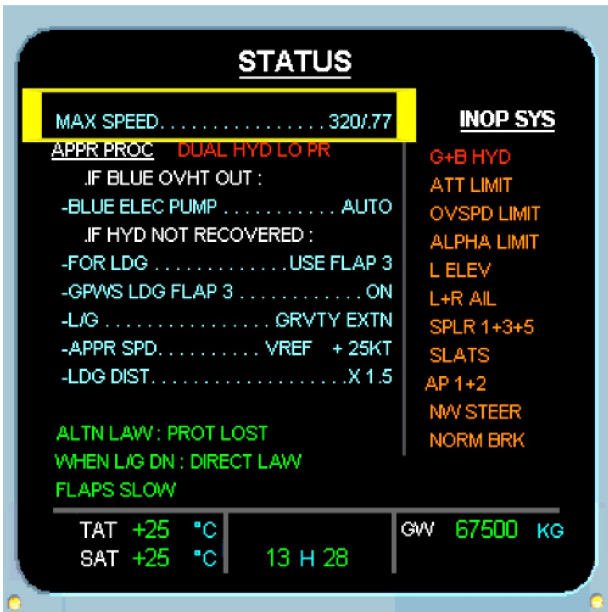 STATUS
MAX SPEED.................320/.77
APPR PROC DUAL HYD LO PR
.IF BLUE OVHT OUT :
-BLUE ELEC PUMP ........... AUTO
.IF HYD NOT RECOVERED :
-FOR LDG .............USE FLAP 3
-GPWS LDG FLAP 3 ............ ON
-L/G ................ GRVTY EXTN
-APPR SPD.......... VREF + 25KT
-LDG DIST....................X 1.5
ALTN LAW : PROT LOST
WHEN L/G DN : DIRECT LAW
FLAPS SLOW
INOP SYS
G+B HYD
ATT LIMIT
OVSPD LIMIT
ALPHA LIMIT
L ELEV
L+R AIL
SPLR 1+3+5
SLATS
AP 1+2
NW STEER
NORM BRK
TAT +25 °C
SAT +25 °C
13 H 28
GW 67500 KG